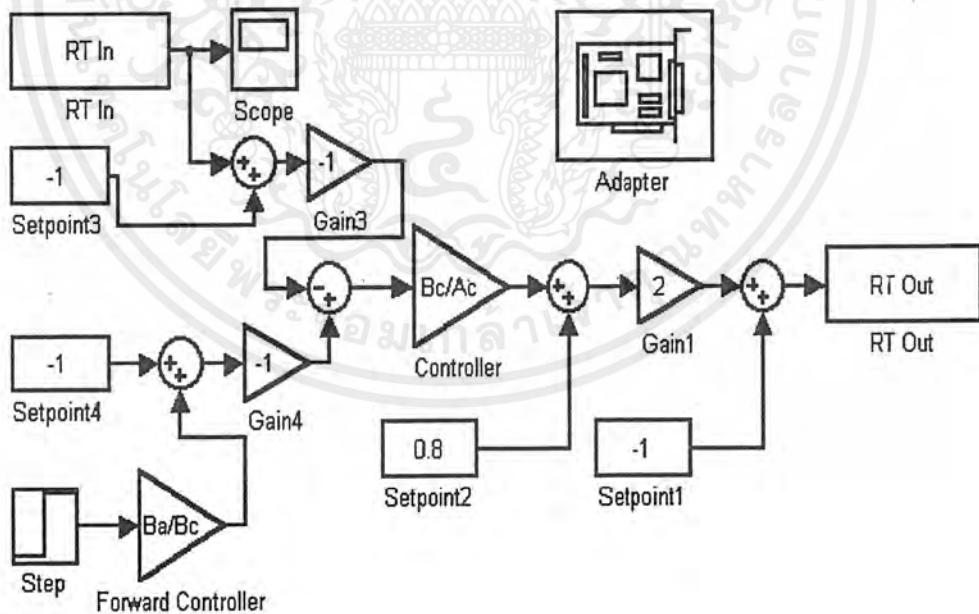 RT In
RT In
Scope
-1
Setpoint3
+
+
-1
Gain3
Adapter
-
+
Bc/Ac
Controller
+
+
2
Gain1
+
+
RT Out
RT Out
-1
Setpoint4
+
+
-1
Gain4
0.8
Setpoint2
-1
Setpoint1
Step
Ba/Bc
Forward Controller